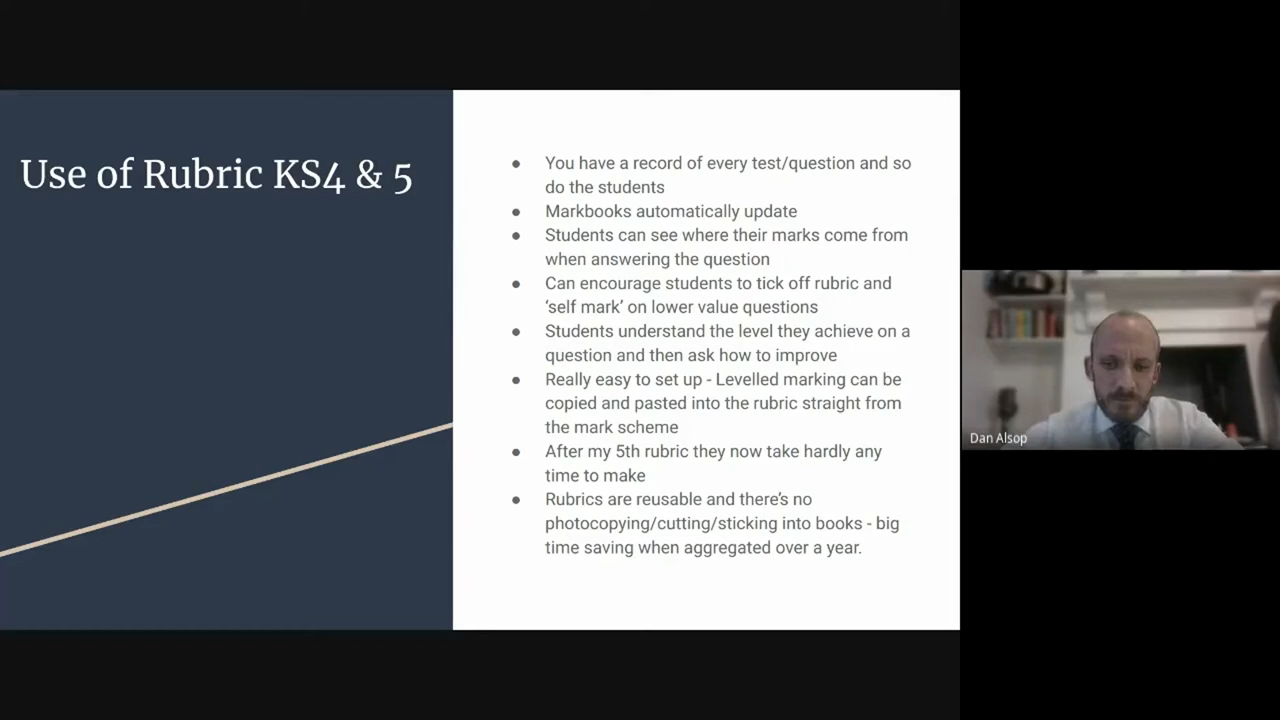 Use of Rubric KS4 & 5
● You have a record of every test/question and so
do the students
● Markbooks automatically update
● Students can see where their marks come from
when answering the question
● Can encourage students to tick off rubric and
‘self mark’ on lower value questions
● Students understand the level they achieve on a
question and then ask how to improve
● Really easy to set up - Levelled marking can be
copied and pasted into the rubric straight from
the mark scheme
● After my 5th rubric they now take hardly any
time to make
● Rubrics are reusable and there’s no
photocopying/cutting/sticking into books - big
time saving when aggregated over a year.
Dan Alsop